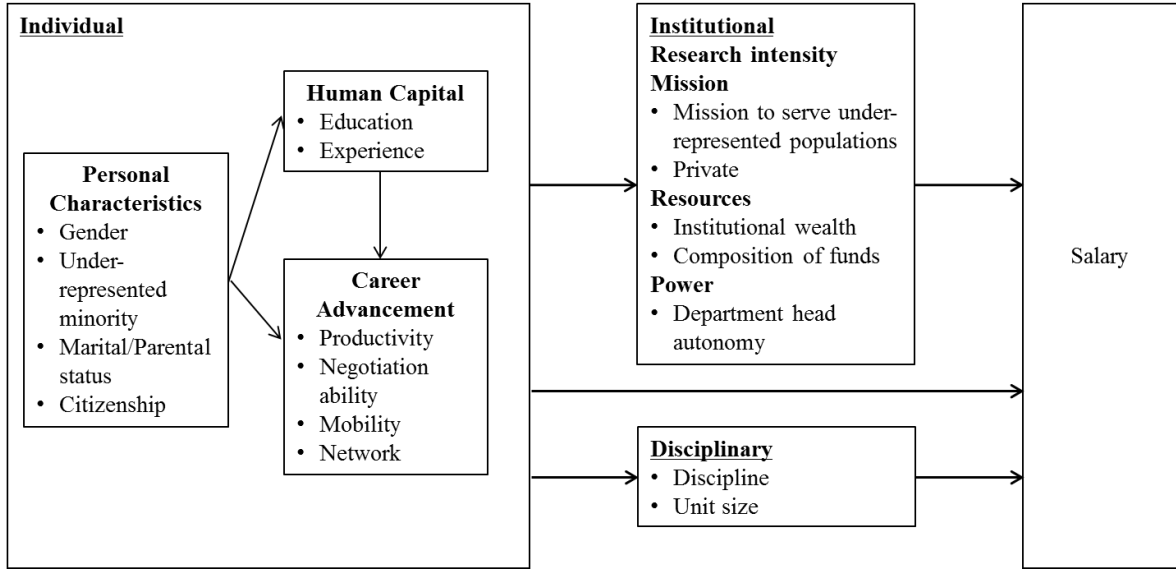 Individual
Human Capital
• Education
• Experience
Personal
Characteristics
• Gender
• Under-
represented
minority
• Marital/Parental
status
• Citizenship
Career
Advancement
• Productivity
• Negotiation
ability
• Mobility
• Network
Institutional
Research intensity
Mission
• Mission to serve under-
represented populations
• Private
Resources
• Institutional wealth
• Composition of funds
Power
• Department head
autonomy
Disciplinary
• Discipline
• Unit size
Salary